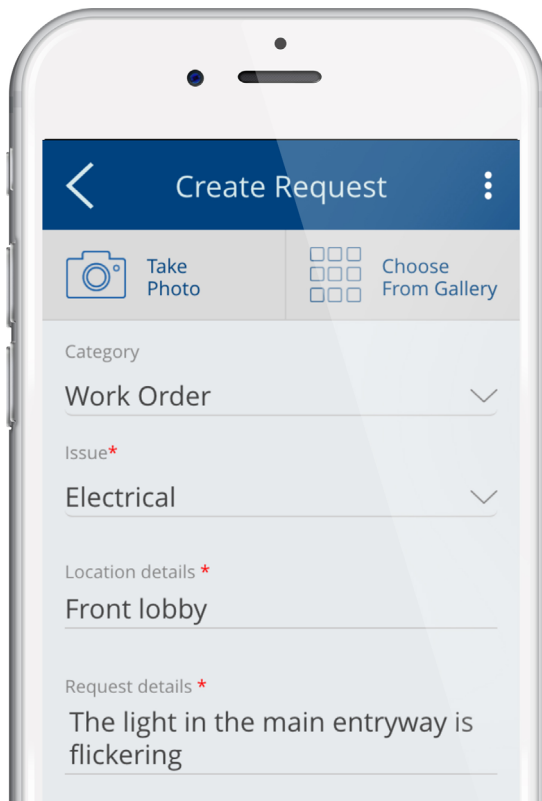 Create Request
Take
Photo
Choose
From Gallery
Category
Work Order
Issue*
Electrical
Location details *
Front lobby
Request details *
The light in the main entryway is
flickering